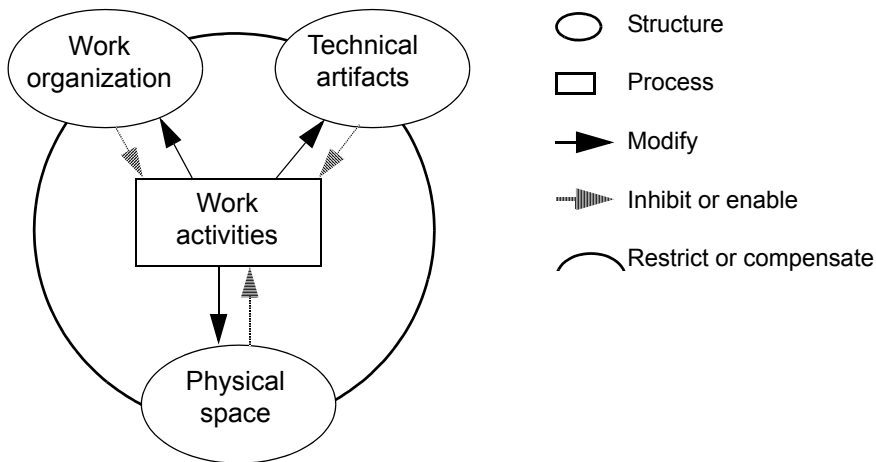 Work
organization
Technical
artifacts
Work
activities
Physical
space
Structure
Process
Modify
Inhibit or enable
Restrict or compensate